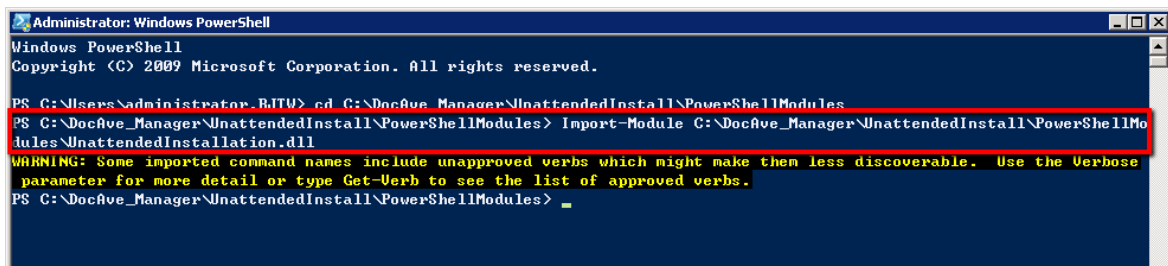 Administrator: Windows PowerShell
Windows PowerShell
Copyright (C) 2009 Microsoft Corporation. All rights reserved.
PS C:\Users\administrator.BJTW> cd C:\DocAve_Manager\UnattendedInstall\PowerShellModules
PS C:\DocAve_Manager\UnattendedInstall\PowerShellModules> Import-Module C:\DocAve_Manager\UnattendedInstall\PowerShellMo
dules\UnattendedInstallation.dll
WARNING: Some imported command names include unapproved verbs which might make them less discoverable.  Use the Verbose
 parameter for more detail or type Get-Verb to see the list of approved verbs.
PS C:\DocAve_Manager\UnattendedInstall\PowerShellModules> _